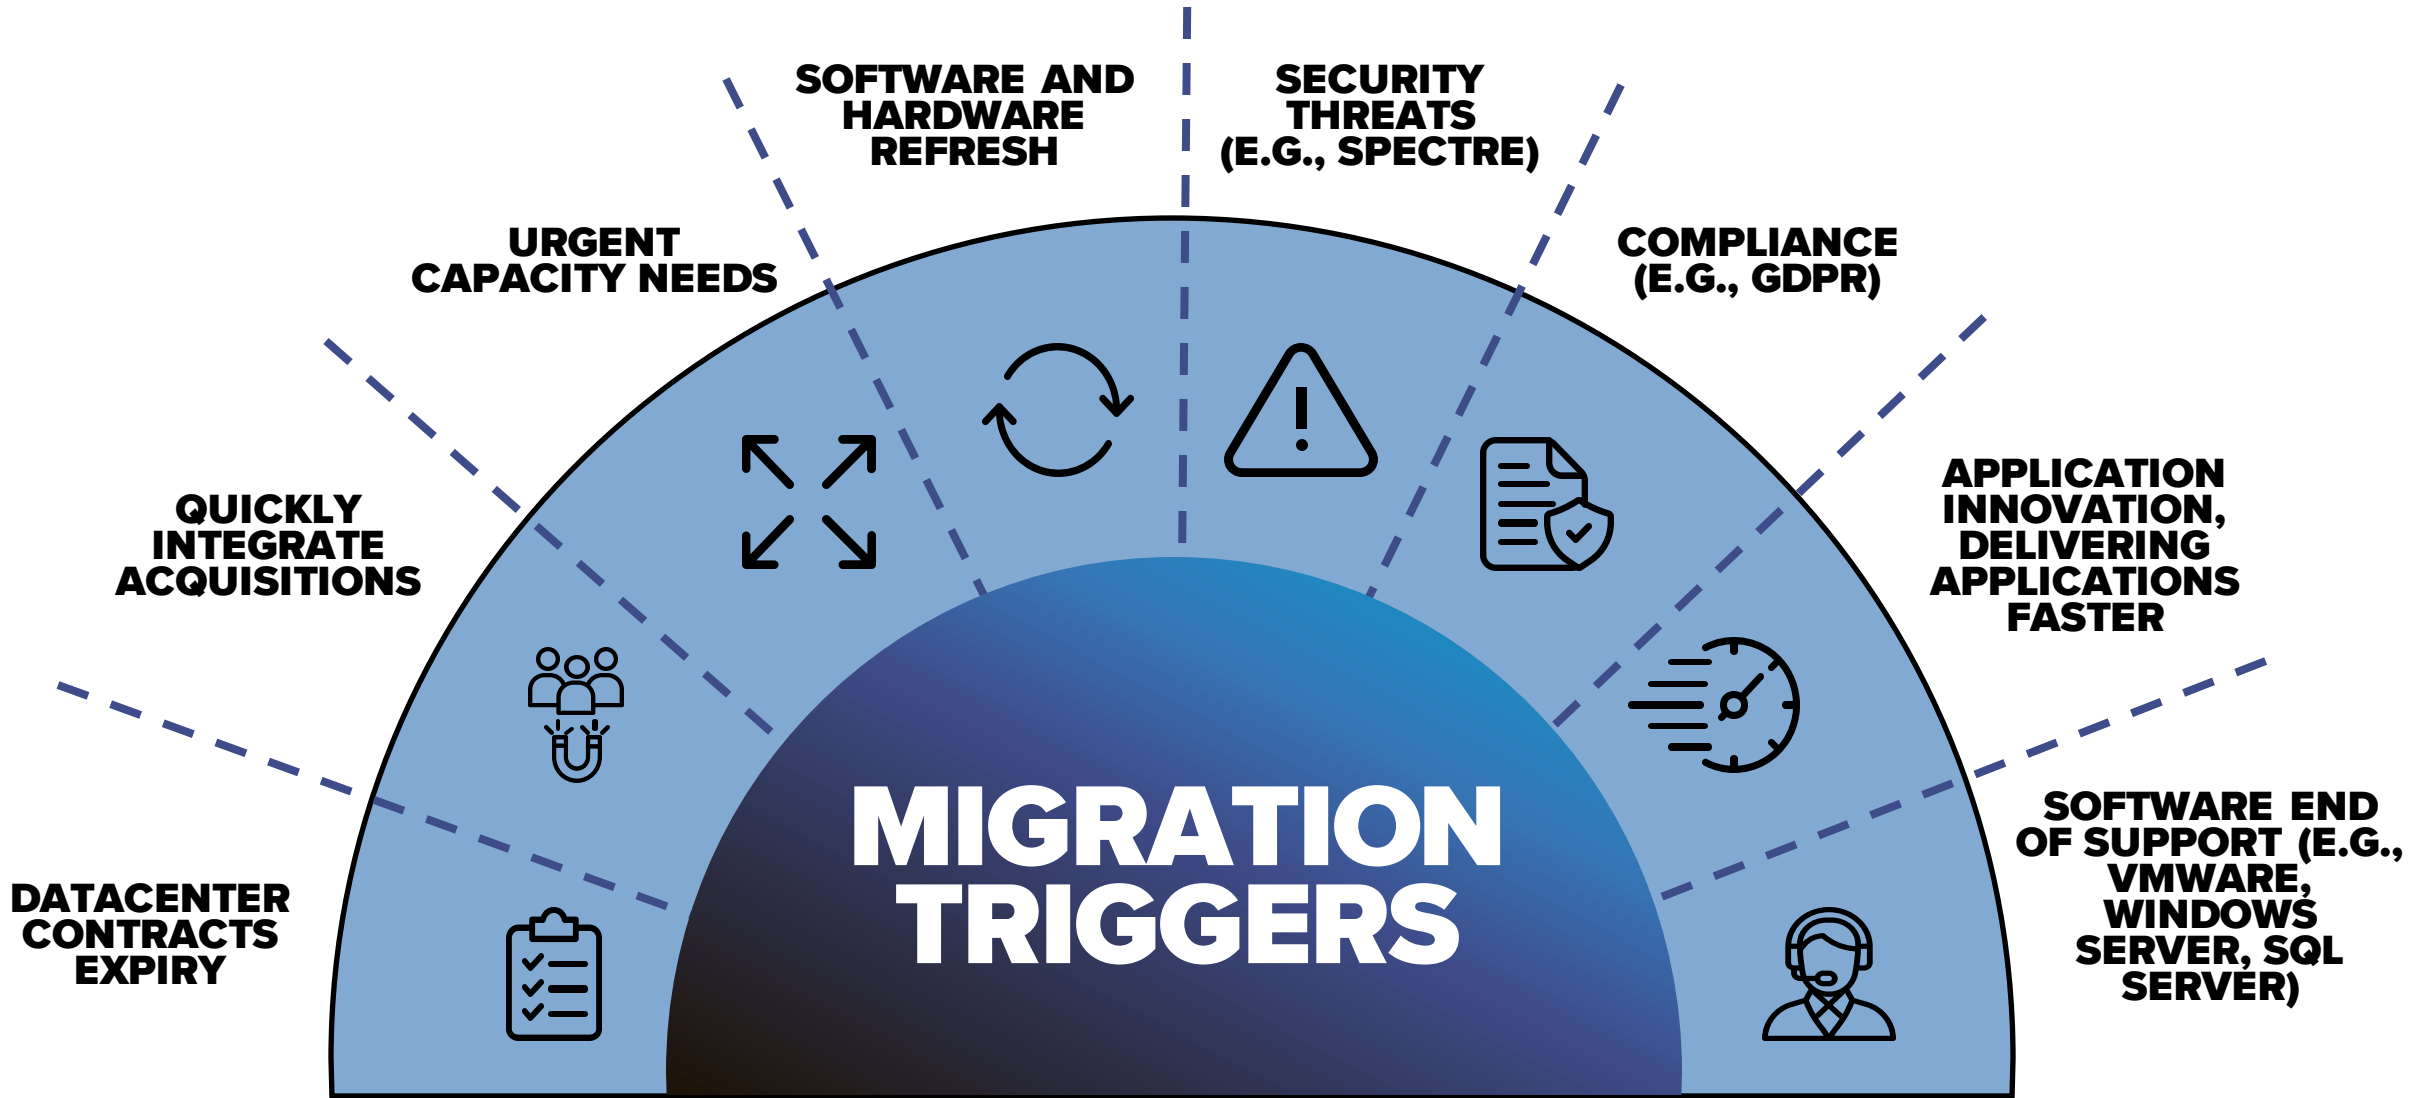 SOFTWARE AND
HARDWARE
REFRESH
SECURITY
THREATS
(E.G., SPECTRE)
URGENT
CAPACITY NEEDS
COMPLIANCE
(E.G., GDPR)
QUICKLY
INTEGRATE
ACQUISITIONS
APPLICATION
INNOVATION,
DELIVERING
APPLICATIONS
FASTER
DATACENTER
CONTRACTS
EXPIRY
SOFTWARE END
OF SUPPORT (E.G.,
VMWARE,
WINDOWS
SERVER, SQL
SERVER)
MIGRATION
TRIGGERS